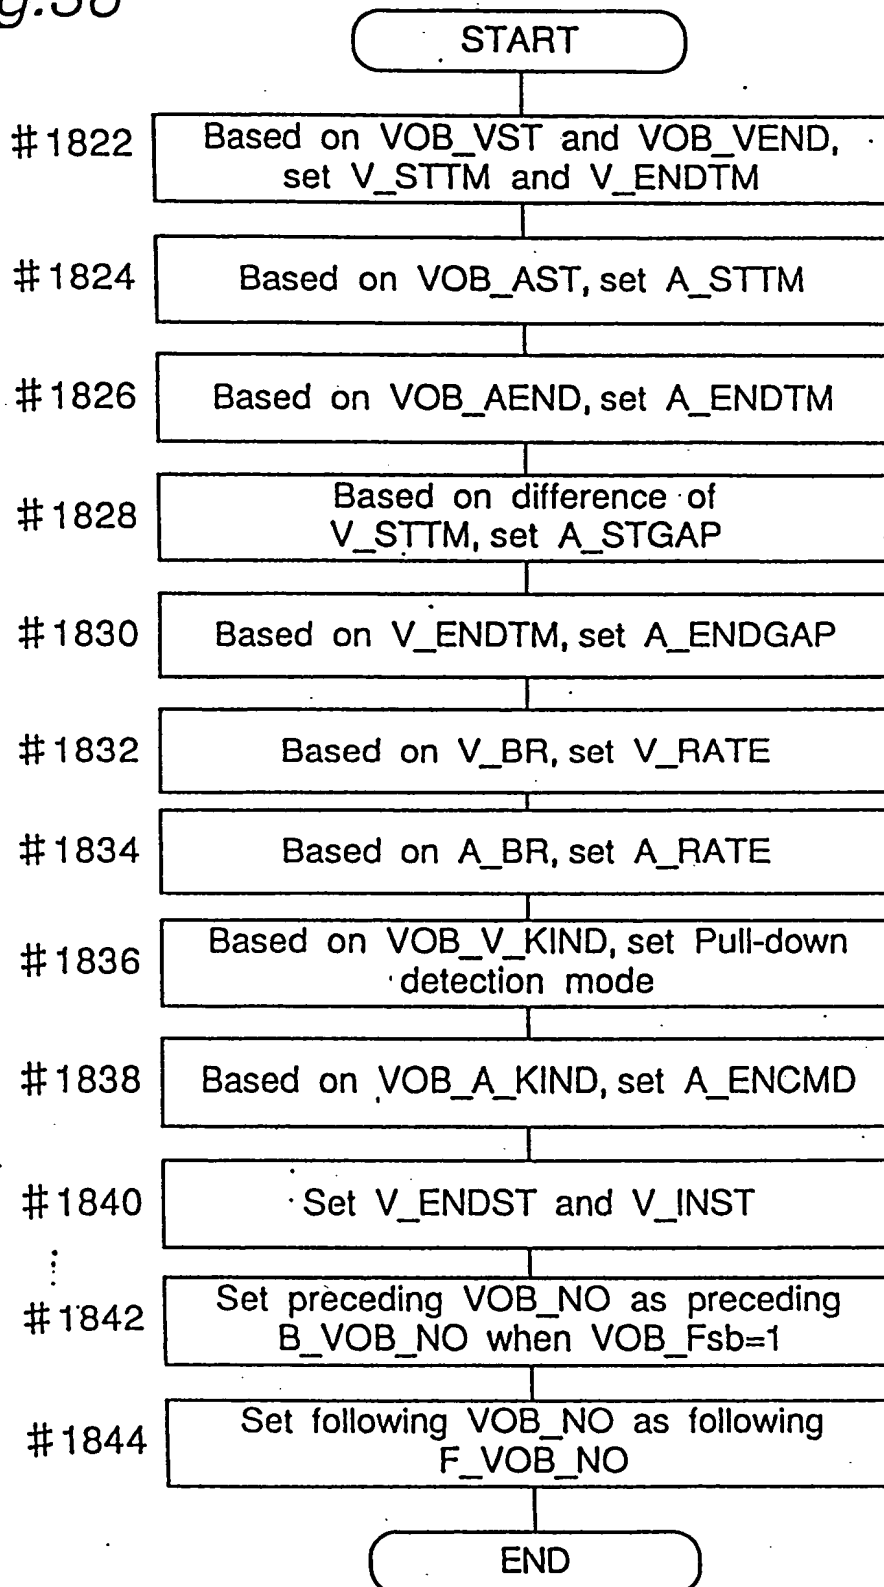 g.56
START
#1822 Based on VOB_VST and VOB_VEND,
set V_STTM and V_ENDTM
#1824 Based on VOB_AST, set A_STTM
#1826 Based on VOB_AEND, set A_ENDTM
#1828 Based on difference of
V_STTM, set A_STGAP
#1830 Based on V_ENDTM, set A_ENDGAP
#1832 Based on V_BR, set V_RATE
#1834 Based on A_BR, set A_RATE
#1836 Based on VOB_V_KIND, set Pull-down
detection mode
#1838 Based on VOB_A_KIND, set A_ENCMD
#1840 Set V_ENDST and V_INST
#1842 Set preceding VOB_NO as preceding
B_VOB_NO when VOB_Fsb=1
#1844 Set following VOB_NO as following
F_VOB_NO
END